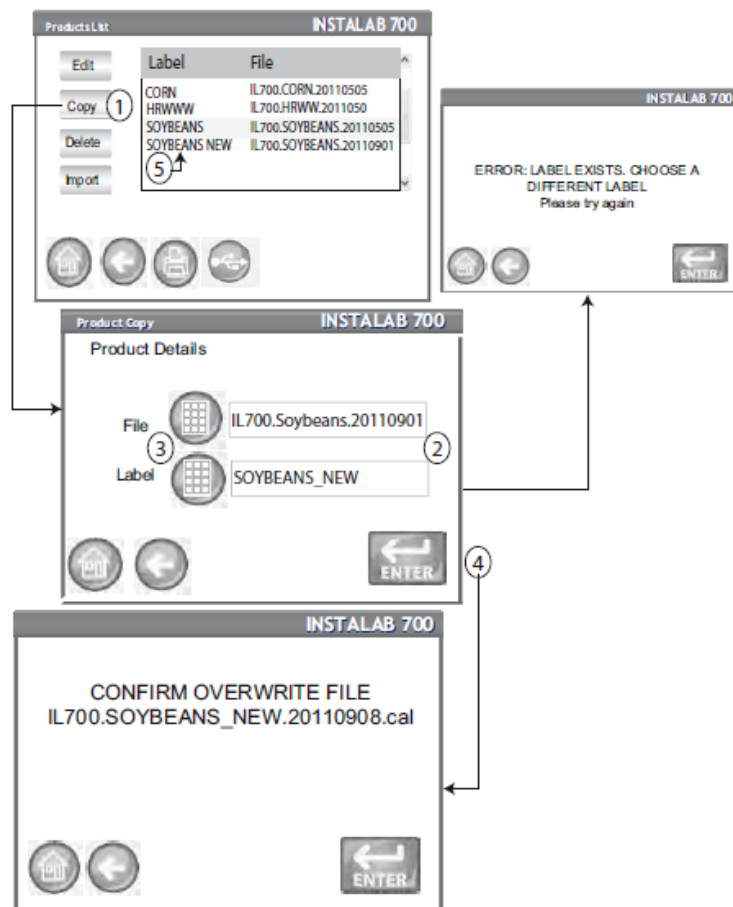 Products List INSTALAB 700
Edit
Copy
Delete
Import
1
Label File
CORN IL700.CORN.20110505
HRWWW IL700.HRWW.2011050
SOYBEANS IL700.SOYBEANS.20110505
SOYBEANS NEW IL700.SOYBEANS.20110901
5
INSTALAB 700
ERROR: LABEL EXISTS. CHOOSE A
DIFFERENT LABEL
Please try again
ENTER
Product Copy INSTALAB 700
Product Details
File IL700.Soybeans.20110901
3 2
Label SOYBEANS_NEW
ENTER
4
INSTALAB 700
CONFIRM OVERWRITE FILE
IL700.SOYBEANS_NEW.20110908.cal
ENTER